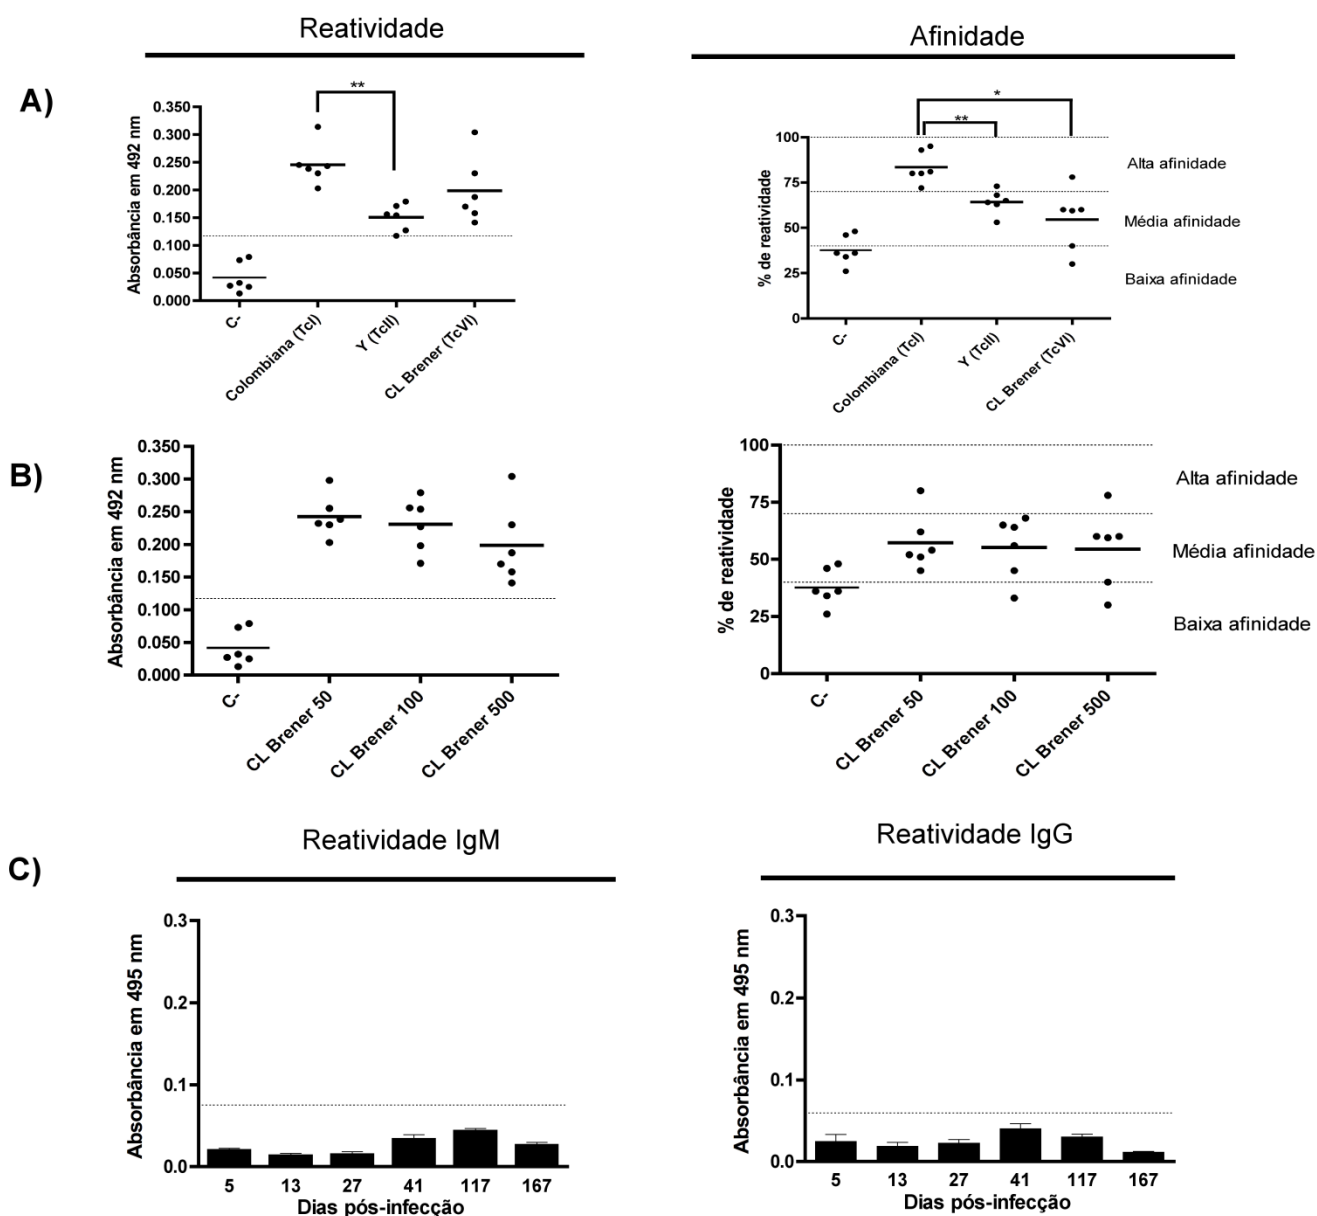 Reatividade
Afinidade
A)
**
Absorbância em 492 nm
0.350
0.300
0.250
0.200
0.150
0.100
0.050
0.000
C-
Colombiana (TcI)
Y (TcII)
CL Brener (TcVI)
*
**
% de reatividade
100
75
50
25
0
Alta afinidade
Média afinidade
Baixa afinidade
C-
Colombiana (TcI)
Y (TcII)
CL Brener (TcVI)
B)
Absorbância em 492 nm
0.350
0.300
0.250
0.200
0.150
0.100
0.050
0.000
C-
CL Brener 50
CL Brener 100
CL Brener 500
% de reatividade
100
75
50
25
0
Alta afinidade
Média afinidade
Baixa afinidade
C-
CL Brener 50
CL Brener 100
CL Brener 500
Reatividade IgM
Reatividade IgG
C)
Absorbância em 495 nm
0.3
0.2
0.1
0.0
5 13 27 41 117 167
Dias pós-infecção
Absorbância em 495 nm
0.3
0.2
0.1
0.0
5 13 27 41 117 167
Dias pós-infecção